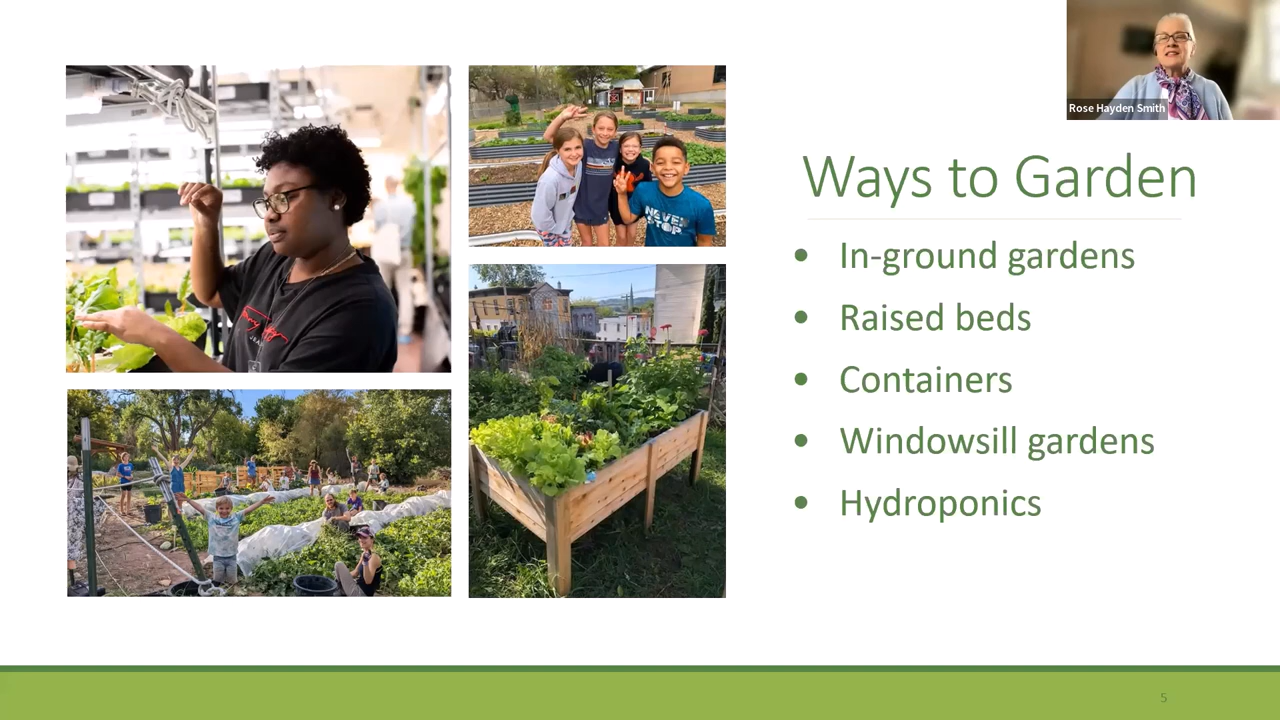 Rose Hayden Smith
Ways to Garden
• In-ground gardens
• Raised beds
• Containers
• Windowsill gardens
• Hydroponics
NEVER
STOP
5